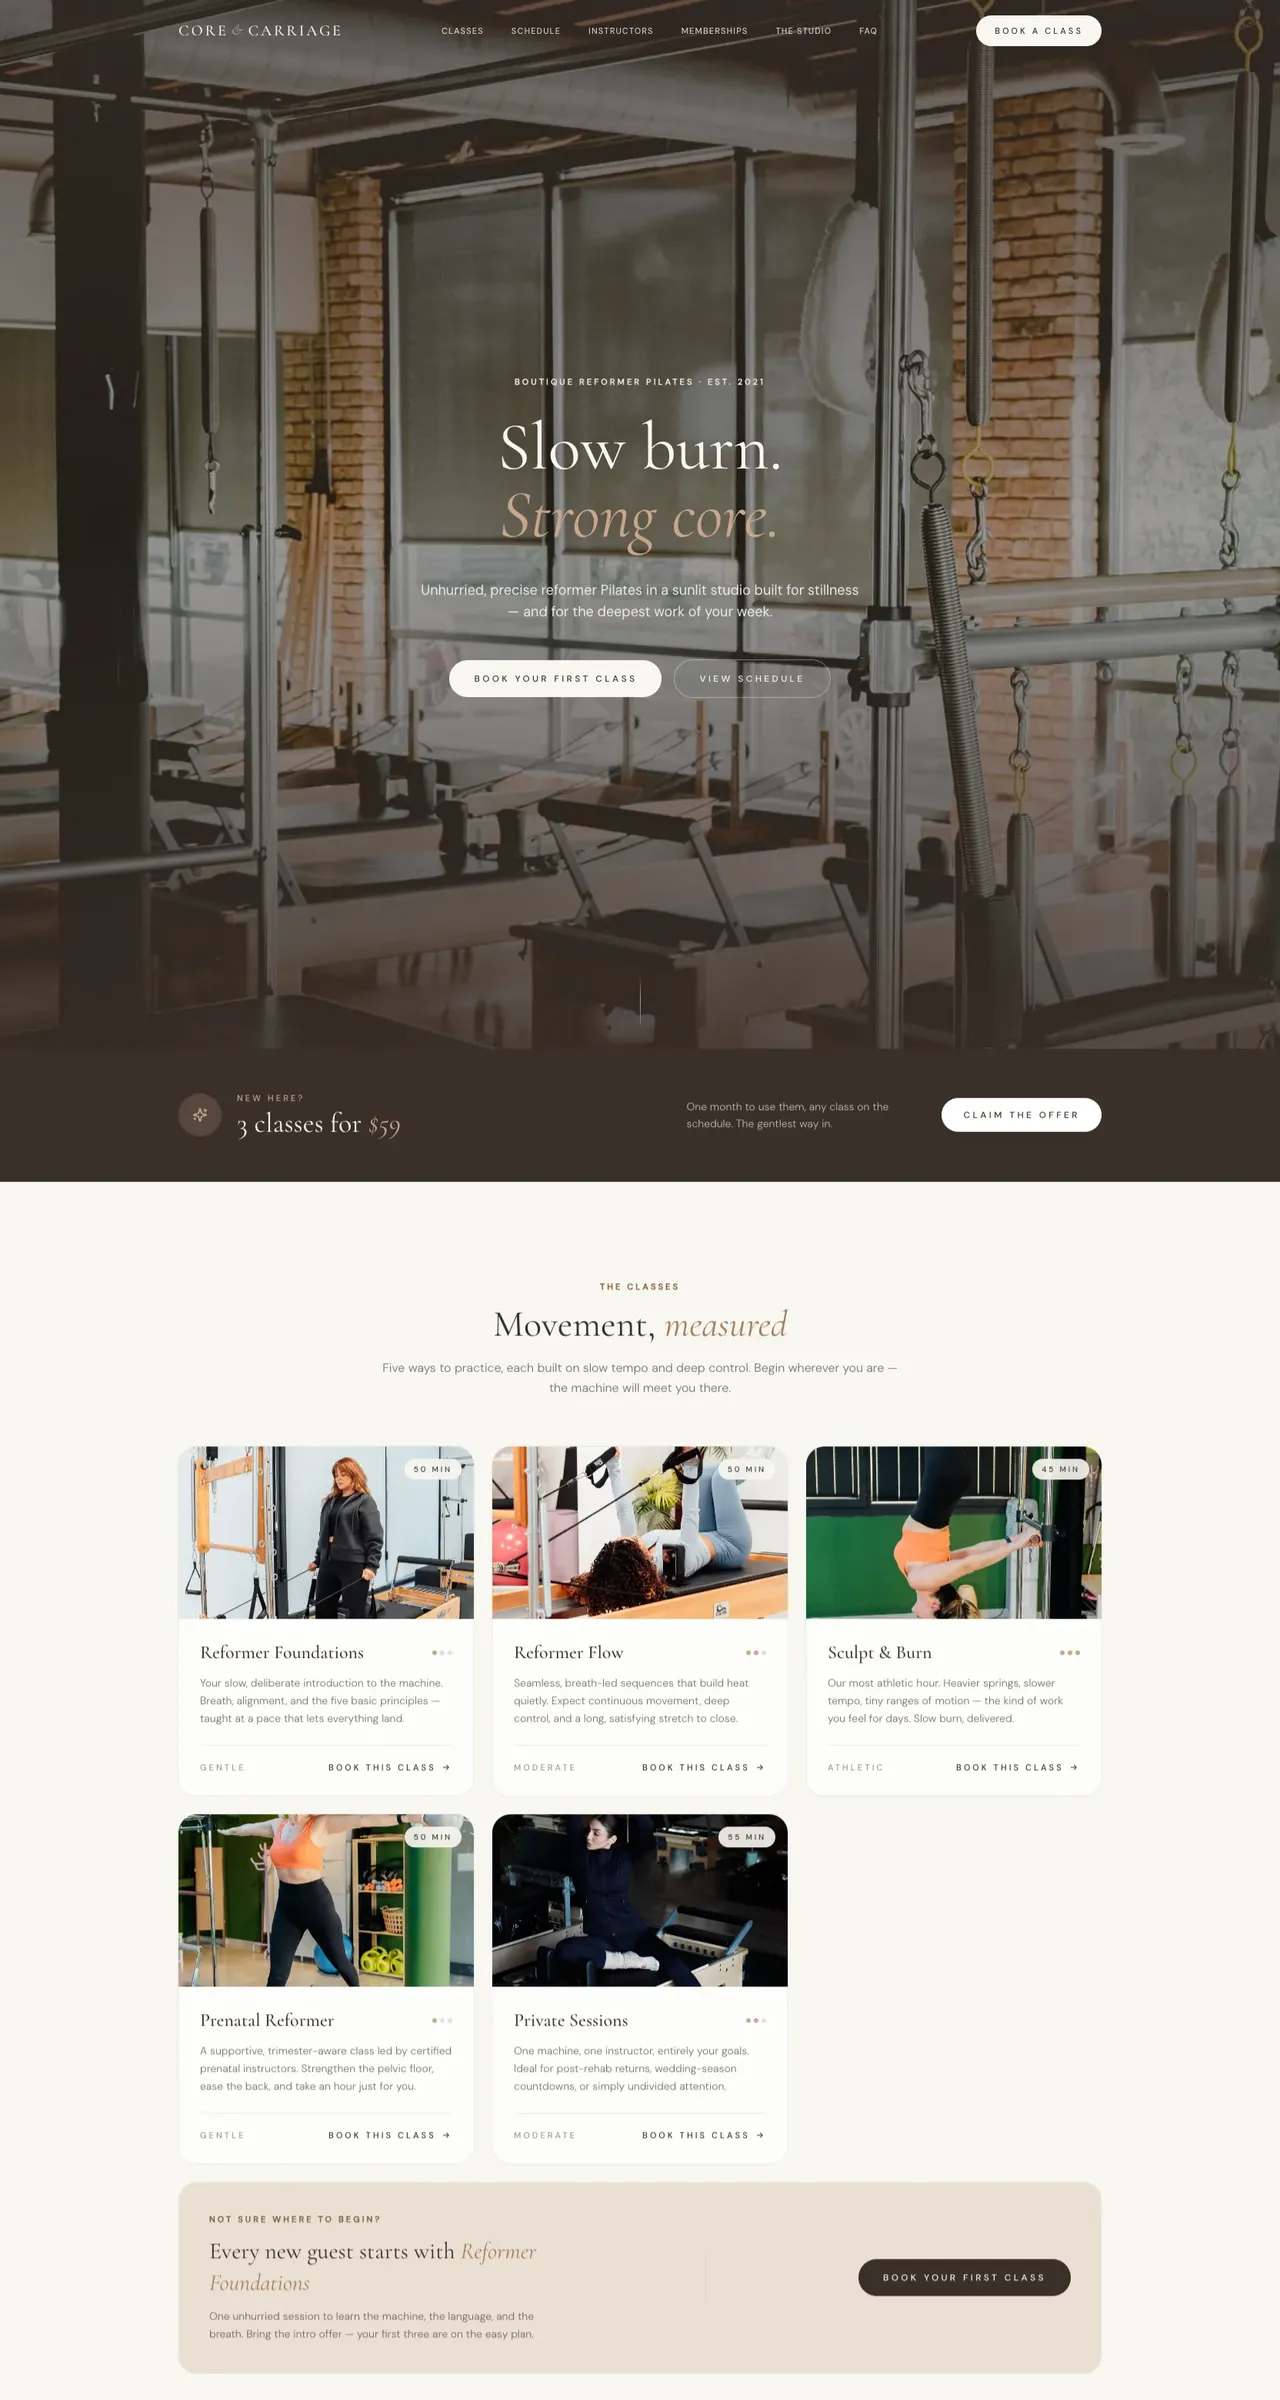 CORE & CARRIAGE
CLASSES
SCHEDULE
INSTRUCTORS
MEMBERSHIPS
THE STUDIO
FAQ
BOOK A CLASS
BOUTIQUE REFORMER PILATES · EST. 2021
Slow burn.
Strong core.
Unhurried, precise reformer Pilates in a sunlit studio built for stillness
— and for the deepest work of your week.
BOOK YOUR FIRST CLASS
VIEW SCHEDULE
NEW HERE?
3 classes for $59
One month to use them, any class on the
schedule. The gentlest way in.
CLAIM THE OFFER
THE CLASSES
Movement, measured
Five ways to practice, each built on slow tempo and deep control. Begin wherever you are —
the machine will meet you there.
50 MIN
Reformer Foundations
Your slow, deliberate introduction to the machine.
Breath, alignment, and the five basic principles —
taught at a pace that lets everything land.
GENTLE
BOOK THIS CLASS →
50 MIN
Reformer Flow
Seamless, breath-led sequences that build heat
quietly. Expect continuous movement, deep
control, and a long, satisfying stretch to close.
MODERATE
BOOK THIS CLASS →
45 MIN
Sculpt & Burn
Our most athletic hour. Heavier springs, slower
tempo, tiny ranges of motion — the kind of work
you feel for days. Slow burn, delivered.
ATHLETIC
BOOK THIS CLASS →
50 MIN
Prenatal Reformer
A supportive, trimester-aware class led by certified
prenatal instructors. Strengthen the pelvic floor,
ease the back, and take an hour just for you.
GENTLE
BOOK THIS CLASS →
55 MIN
Private Sessions
One machine, one instructor, entirely your goals.
Ideal for post-rehab returns, wedding-season
countdowns, or simply undivided attention.
MODERATE
BOOK THIS CLASS →
NOT SURE WHERE TO BEGIN?
Every new guest starts with Reformer
Foundations
One unhurried session to learn the machine, the language, and the
breath. Bring the intro offer — your first three are on the easy plan.
BOOK YOUR FIRST CLASS